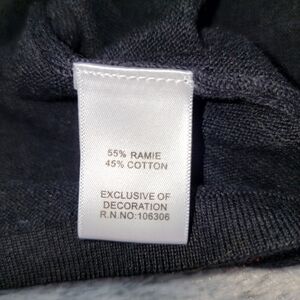 55% RAMIE
45% COTTON
EXCLUSIVE OF
DECORATION
R.N.NO:106306